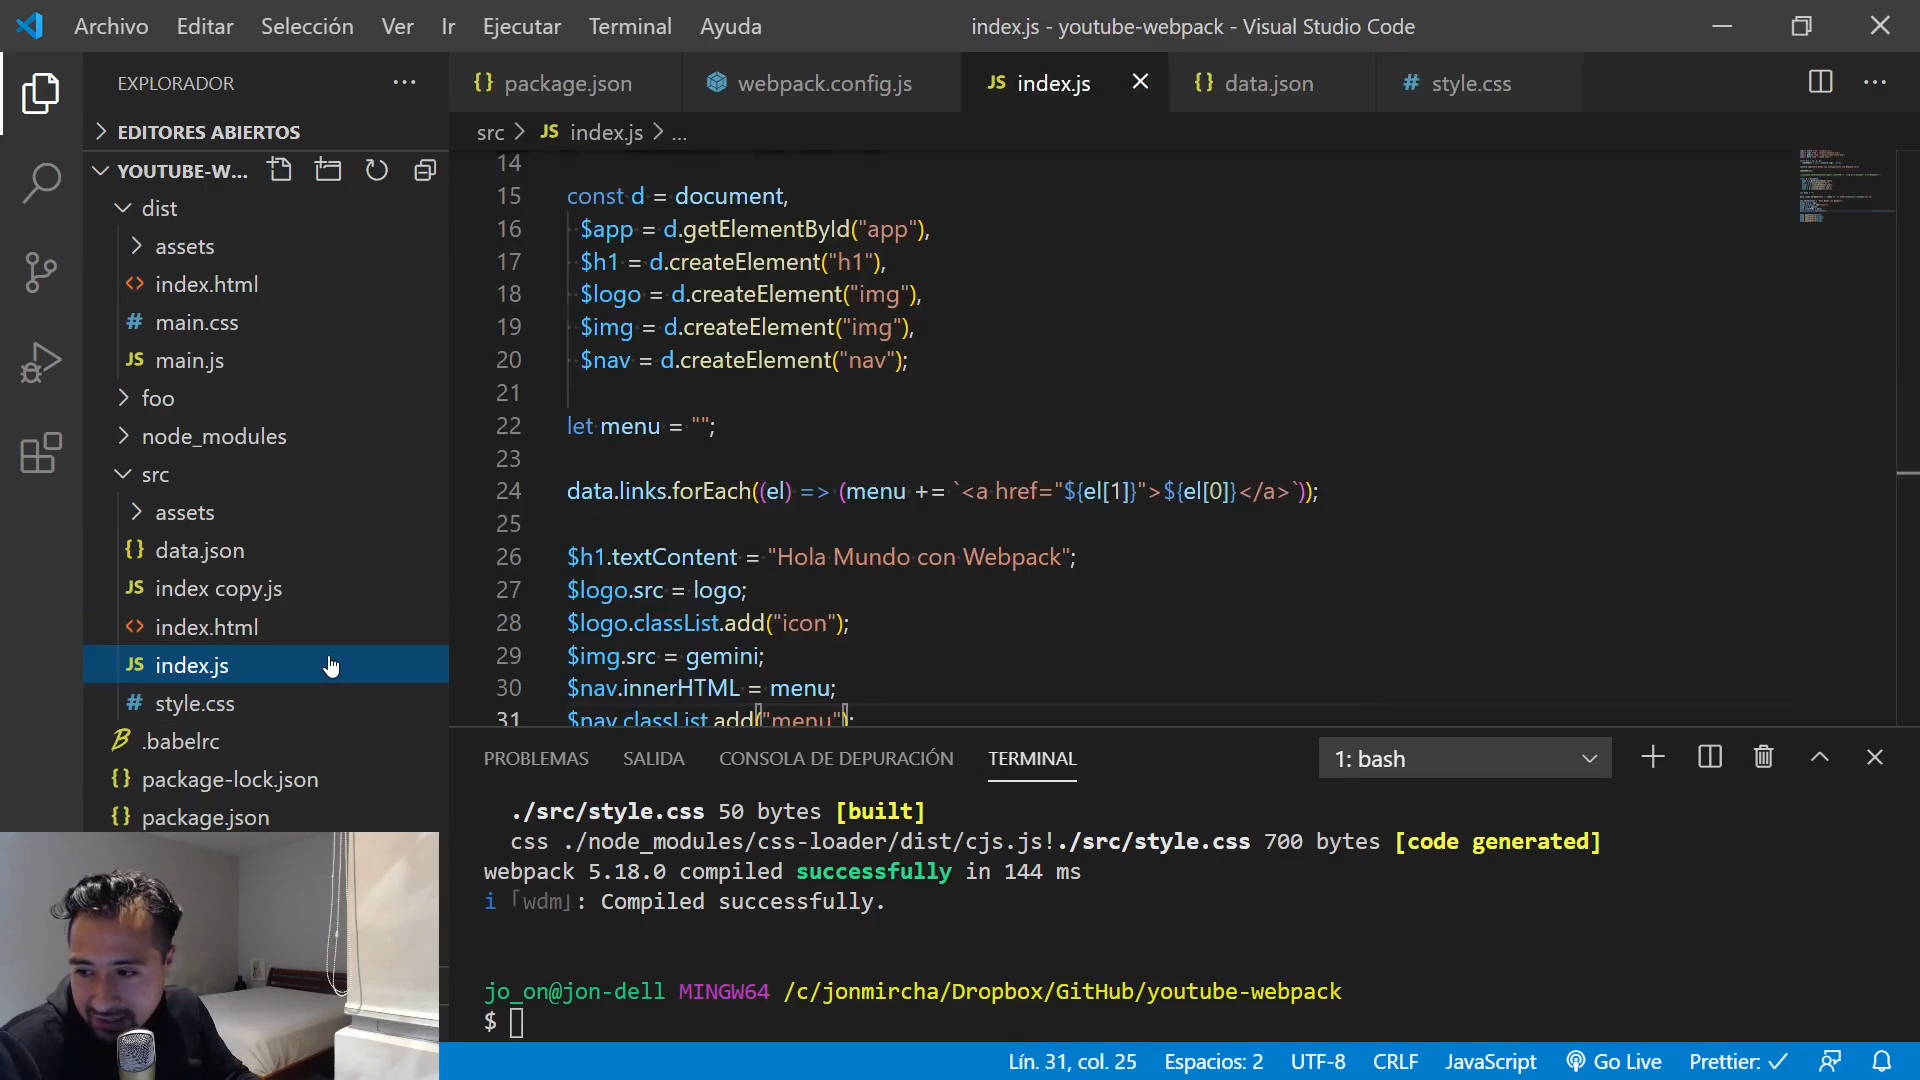 Archivo Editar Selección Ver Ir Ejecutar Terminal Ayuda index.js - youtube-webpack - Visual Studio Code
EXPLORADOR
EDITORES ABIERTOS
YOUTUBE-W...
dist
assets
index.html
main.css
main.js
foo
node_modules
src
assets
data.json
index copy.js
index.html
index.js
style.css
.babelrc
package-lock.json
package.json
package.json webpack.config.js index.js data.json style.css
src > JS index.js > ...
14
15 const d = document,
16 $app = d.getElementById("app"),
17 $h1 = d.createElement("h1"),
18 $logo = d.createElement("img"),
19 $img = d.createElement("img"),
20 $nav = d.createElement("nav");
21
22 let menu = "";
23
24 data.links.forEach((el) => (menu += `<a href="${el[1]}">${el[0]}</a>`));
25
26 $h1.textContent = "Hola Mundo con Webpack";
27 $logo.src = logo;
28 $logo.classList.add("icon");
29 $img.src = gemini;
30 $nav.innerHTML = menu;
31 $nav.classList.add("menu");
PROBLEMAS SALIDA CONSOLA DE DEPURACIÓN TERMINAL 1: bash
./src/style.css 50 bytes [built]
css ./node_modules/css-loader/dist/cjs.js!./src/style.css 700 bytes [code generated]
webpack 5.18.0 compiled successfully in 144 ms
i ｢wdm｣: Compiled successfully.
jo_on@jon-dell MINGW64 /c/jonmircha/Dropbox/GitHub/youtube-webpack
$
Lín. 31, col. 25 Espacios: 2 UTF-8 CRLF JavaScript Go Live Prettier: ✓